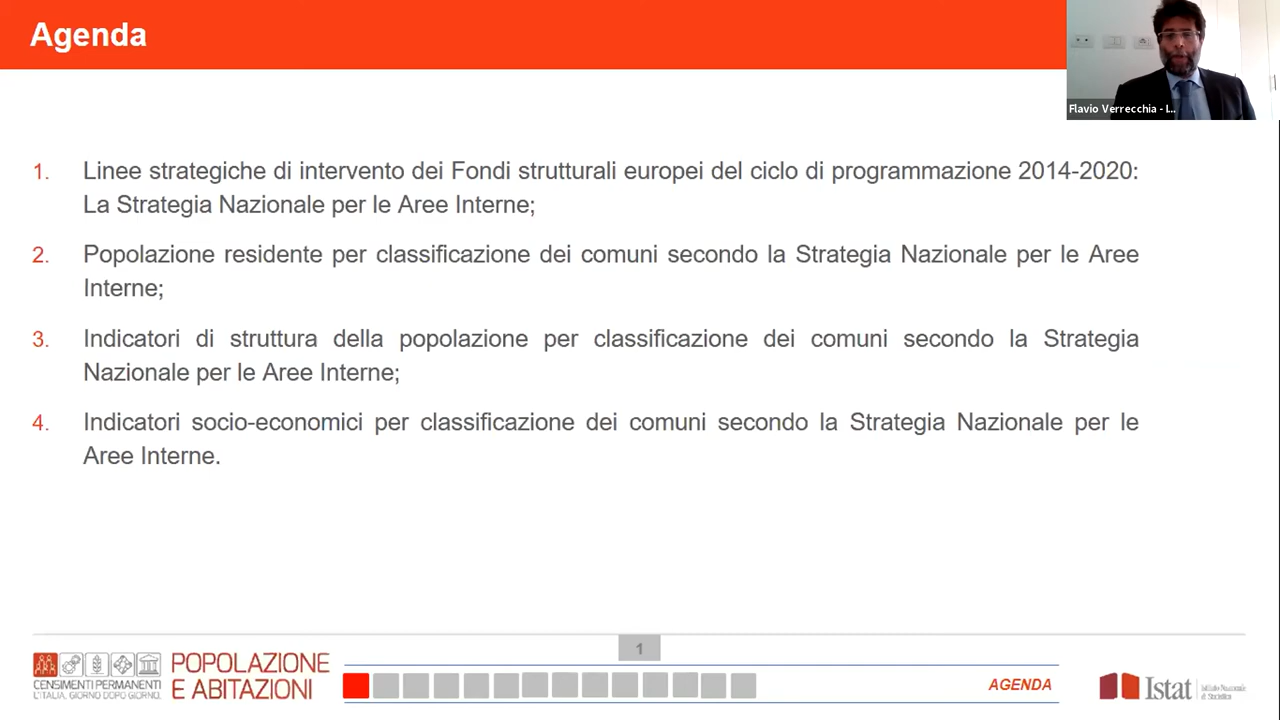 Agenda
Flavio Verrecchia - I...
1. Linee strategiche di intervento dei Fondi strutturali europei del ciclo di programmazione 2014-2020:
La Strategia Nazionale per le Aree Interne;
2. Popolazione residente per classificazione dei comuni secondo la Strategia Nazionale per le Aree
Interne;
3. Indicatori di struttura della popolazione per classificazione dei comuni secondo la Strategia
Nazionale per le Aree Interne;
4. Indicatori socio-economici per classificazione dei comuni secondo la Strategia Nazionale per le
Aree Interne.
1
CENSIMENTI PERMANENTI
L'ITALIA, GIORNO DOPO GIORNO.
POPOLAZIONE
E ABITAZIONI
AGENDA
Istat
Istituto Nazionale
di Statistica